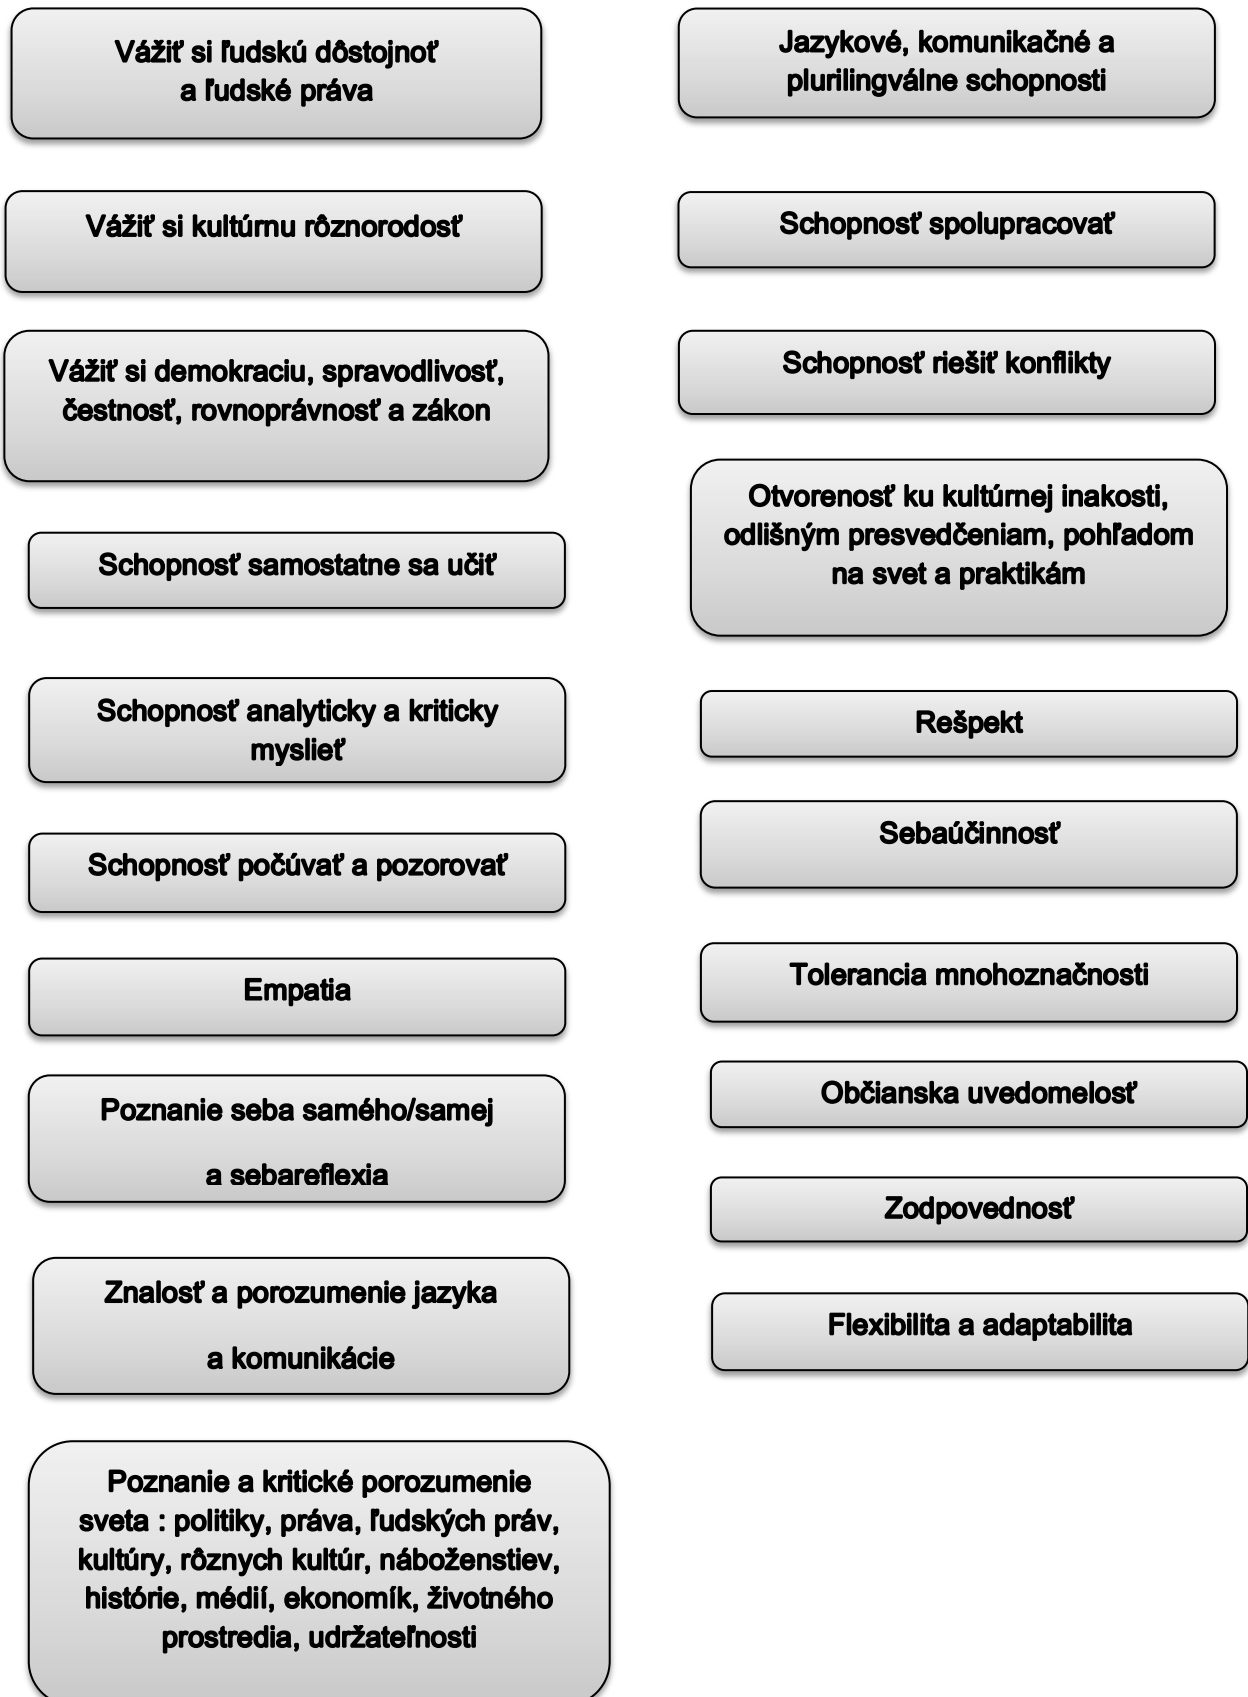 Vážiť si ľudskú dôstojnoť
a ľudské práva
Vážiť si kultúrnu rôznorodosť
Vážiť si demokraciu, spravodlivosť,
čestnosť, rovnoprávnosť a zákon
Schopnosť samostatne sa učiť
Schopnosť analyticky a kriticky
myslieť
Schopnosť počúvať a pozorovať
Empatia
Poznanie seba samého/samej
a sebareflexia
Znalosť a porozumenie jazyka
a komunikácie
Poznanie a kritické porozumenie
sveta : politiky, práva, ľudských práv,
kultúry, rôznych kultúr, náboženstiev,
histórie, médií, ekonomík, životného
prostredia, udržateľnosti
Jazykové, komunikačné a
plurilingválne schopnosti
Schopnosť spolupracovať
Schopnosť riešiť konflikty
Otvorenosť ku kultúrnej inakosti,
odlišným presvedčeniam, pohľadom
na svet a praktikám
Rešpekt
Sebaúčinnosť
Tolerancia mnohoznačnosti
Občianska uvedomelosť
Zodpovednosť
Flexibilita a adaptabilita